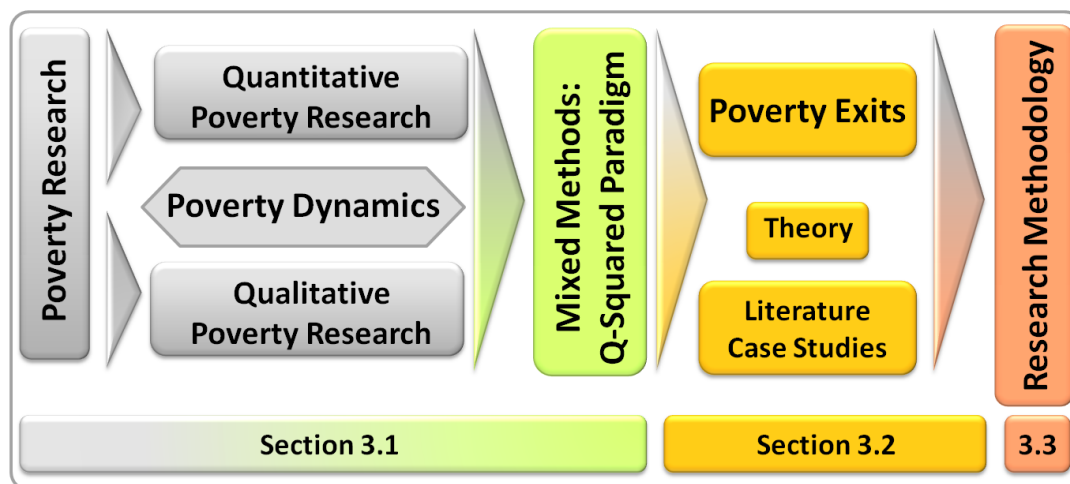 Poverty Research
Quantitative
Poverty Research
Poverty Dynamics
Qualitative
Poverty Research
Mixed Methods:
Q-Squared Paradigm
Poverty Exits
Theory
Literature
Case Studies
Research Methodology
Section 3.1
Section 3.2
3.3